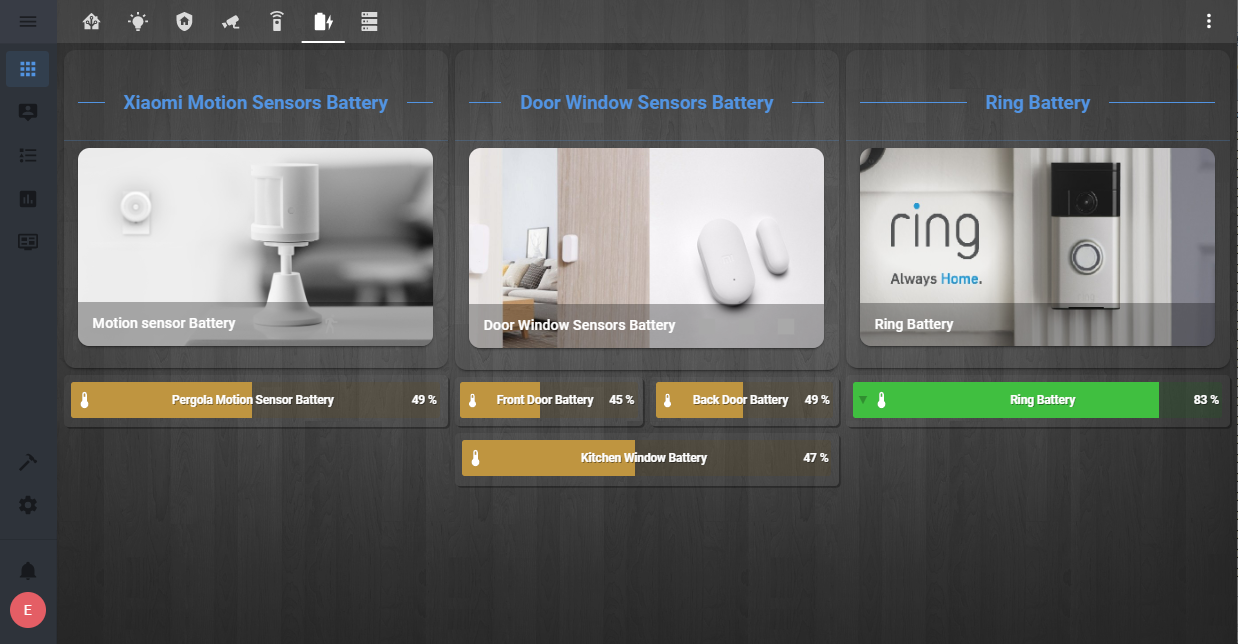 Xiaomi Motion Sensors Battery
Motion sensor Battery
Pergola Motion Sensor Battery 49 %
Door Window Sensors Battery
Door Window Sensors Battery
Front Door Battery 45 %
Back Door Battery 49 %
Kitchen Window Battery 47 %
Ring Battery
ring
Always Home.
Ring Battery
Ring Battery 83 %
E